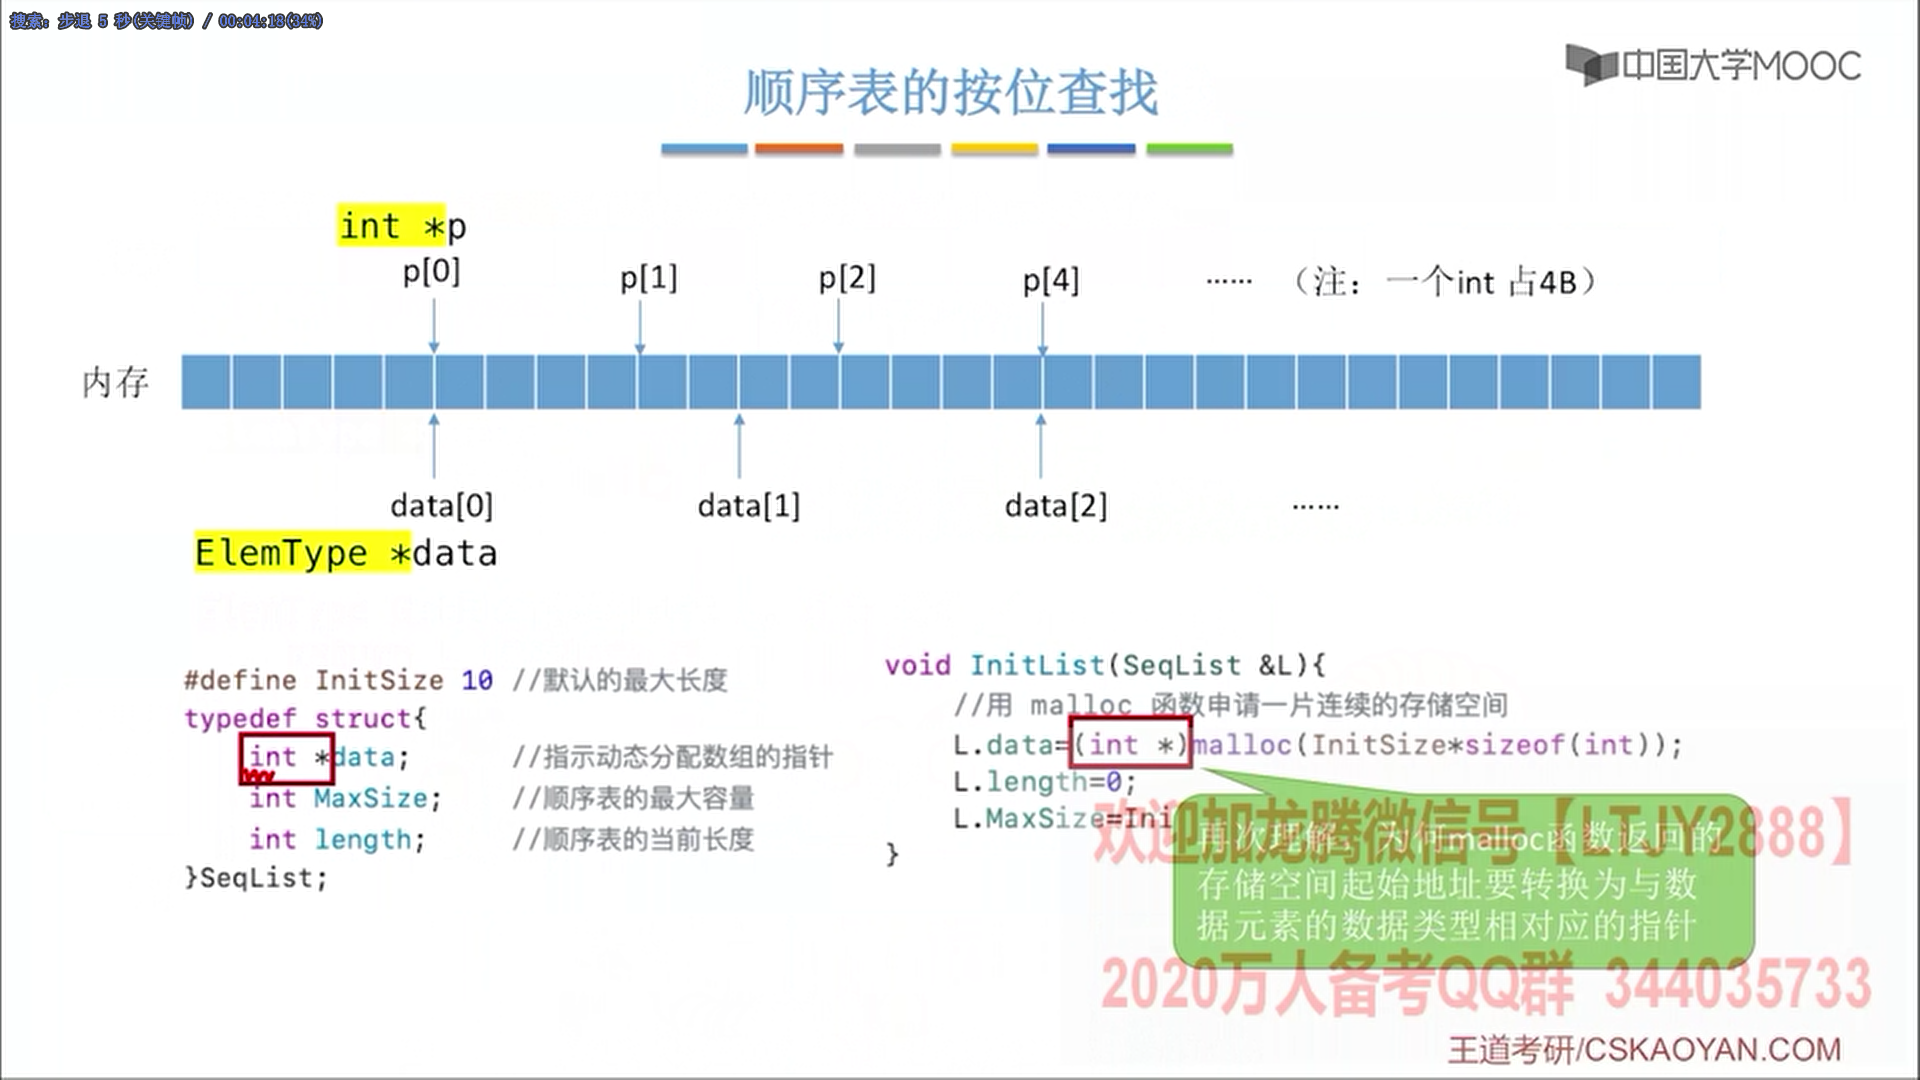 搜索: 步退 5 秒(关键帧) / 00:04:18(34%)
中国大学MOOC
顺序表的按位查找
int *p
p[0] p[1] p[2] p[4] …… （注：一个int 占4B）
内存
data[0] data[1] data[2] ……
ElemType *data
#define InitSize 10 //默认的最大长度
typedef struct{
int *data; //指示动态分配数组的指针
int MaxSize; //顺序表的最大容量
int length; //顺序表的当前长度
}SeqList;
void InitList(SeqList &L){
//用 malloc 函数申请一片连续的存储空间
L.data=(int *)malloc(InitSize*sizeof(int));
L.length=0;
L.MaxSize=Ini
}
再次理解：为何malloc函数返回的
存储空间起始地址要转换为与数
据元素的数据类型相对应的指针
欢迎加龙腾微信号【LTJY2888】
2020万人备考QQ群 344035733
王道考研/CSKAOYAN.COM